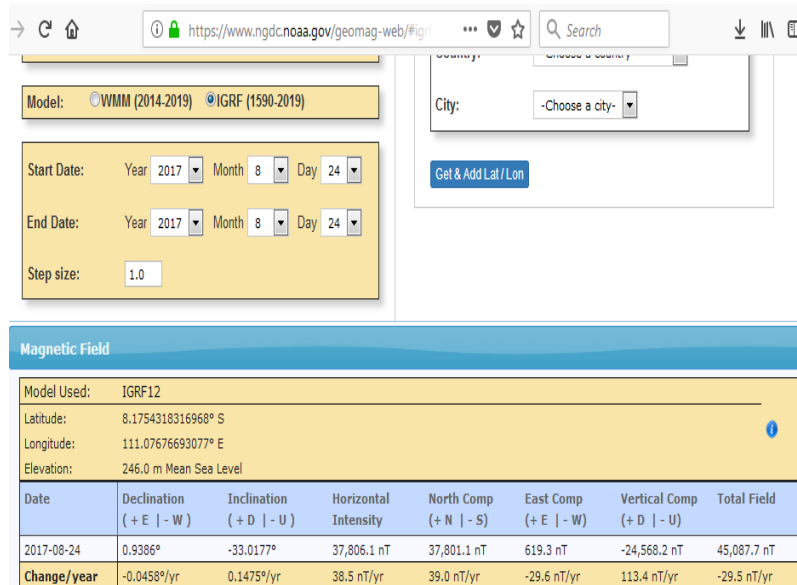 https://www.ngdc.noaa.gov/geomag-web/#igr
Search
Country: -Choose a country-
Model: WMM (2014-2019) IGRF (1590-2019)
City: -Choose a city-
Start Date: Year 2017 Month 8 Day 24
Get & Add Lat / Lon
End Date: Year 2017 Month 8 Day 24
Step size: 1.0
Magnetic Field
Model Used: IGRF12
Latitude: 8.1754318316968° S
Longitude: 111.07676693077° E
Elevation: 246.0 m Mean Sea Level
Date Declination Inclination Horizontal North Comp East Comp Vertical Comp Total Field
( + E | - W ) ( + D | - U ) Intensity (+ N | - S) (+ E | - W) (+ D | - U)
2017-08-24 0.9386° -33.0177° 37,806.1 nT 37,801.1 nT 619.3 nT -24,568.2 nT 45,087.7 nT
Change/year -0.0458°/yr 0.1475°/yr 38.5 nT/yr 39.0 nT/yr -29.6 nT/yr 113.4 nT/yr -29.5 nT/yr